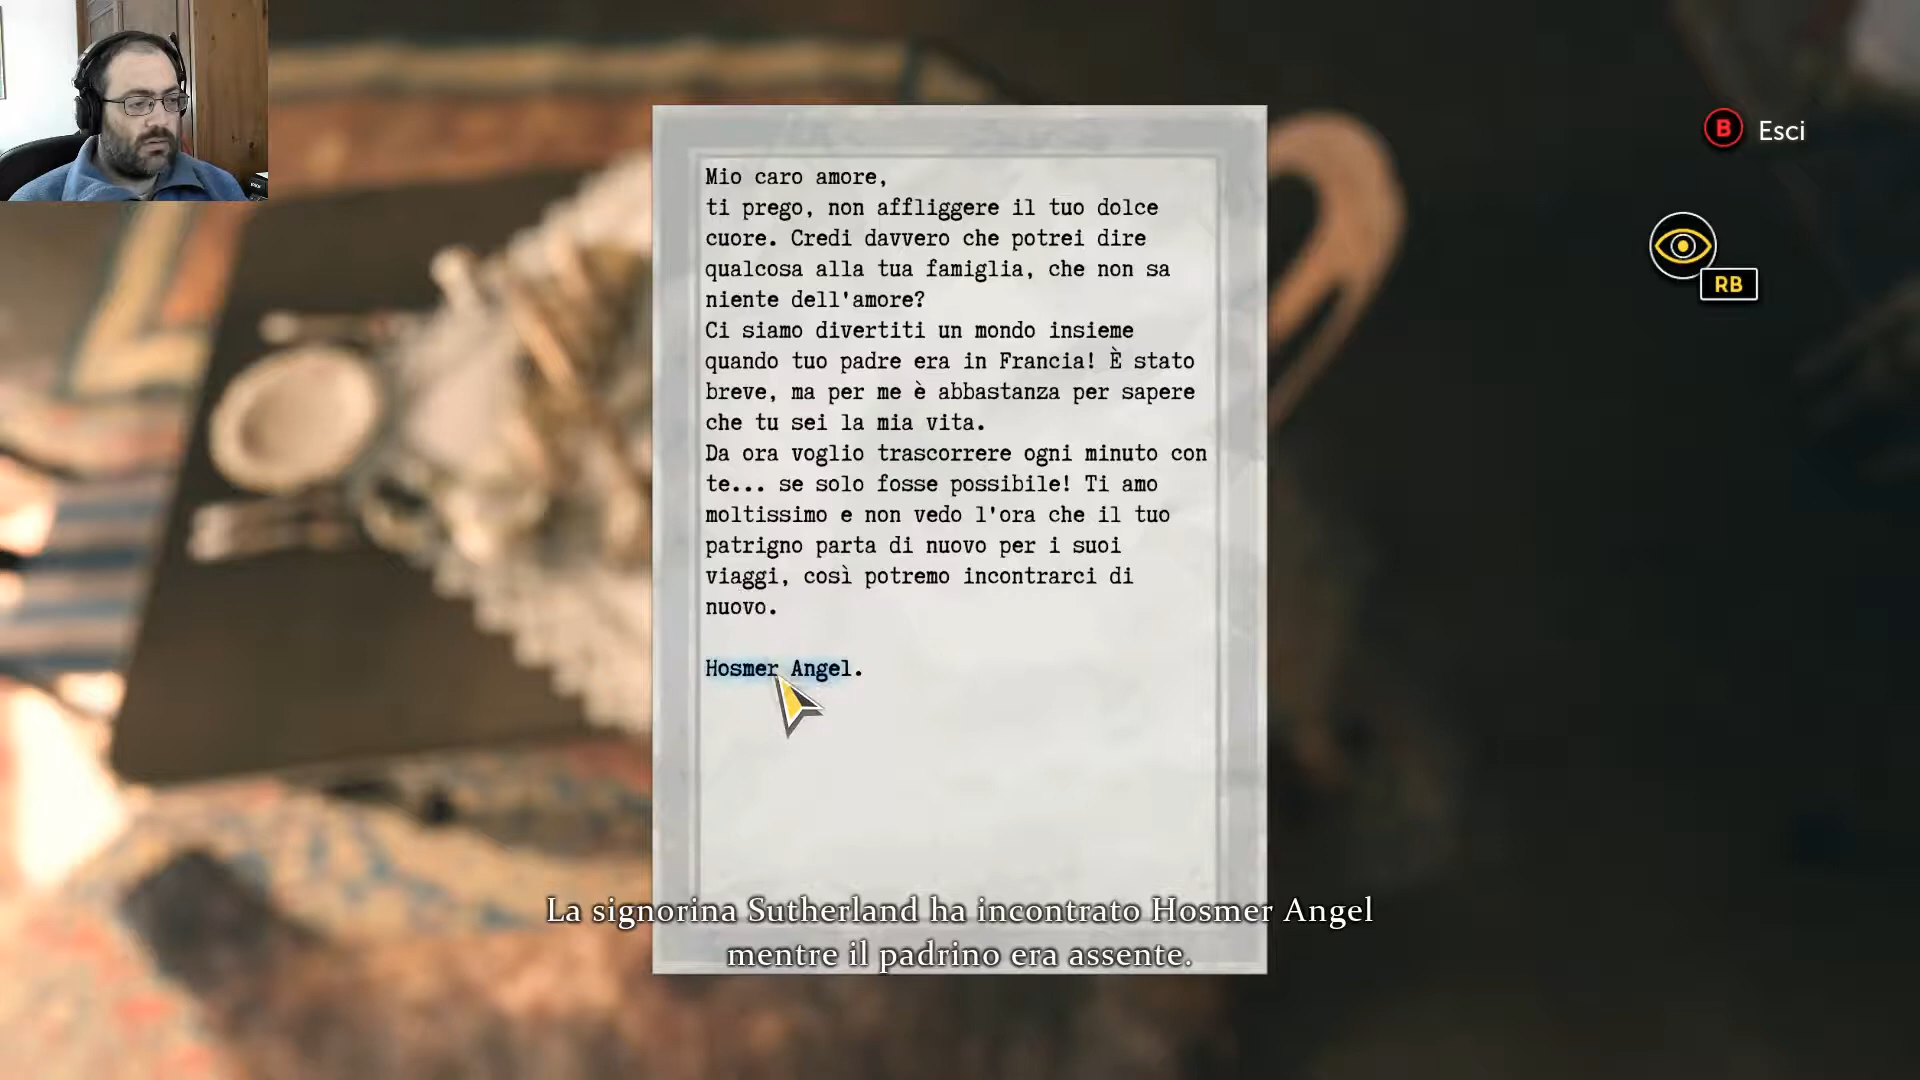 B Esci
RB
Mio caro amore,
ti prego, non affliggere il tuo dolce
cuore. Credi davvero che potrei dire
qualcosa alla tua famiglia, che non sa
niente dell'amore?
Ci siamo divertiti un mondo insieme
quando tuo padre era in Francia! È stato
breve, ma per me è abbastanza per sapere
che tu sei la mia vita.
Da ora voglio trascorrere ogni minuto con
te... se solo fosse possibile! Ti amo
moltissimo e non vedo l'ora che il tuo
patrigno parta di nuovo per i suoi
viaggi, così potremo incontrarci di
nuovo.
Hosmer Angel.
La signorina Sutherland ha incontrato Hosmer Angel
mentre il padrino era assente.